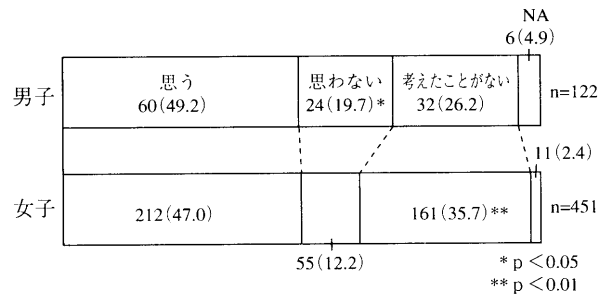 NA
6(4.9)
男子
思う
60(49.2)
思わない
24(19.7)*
考えたことがない
32(26.2)
n=122
11(2.4)
女子
212(47.0)
161(35.7)**
n=451
55(12.2)
* p <0.05
** p <0.01